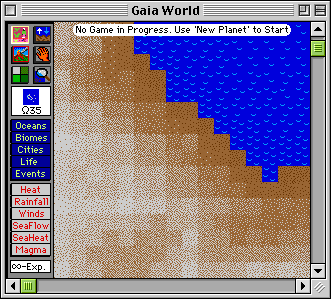 Gaia World
No Game in Progress. Use 'New Planet' to Start
Ω35
Oceans
Biomes
Cities
Life
Events
Heat
Rainfall
Winds
SeaFlow
SeaHeat
Magma
∞-Exp.